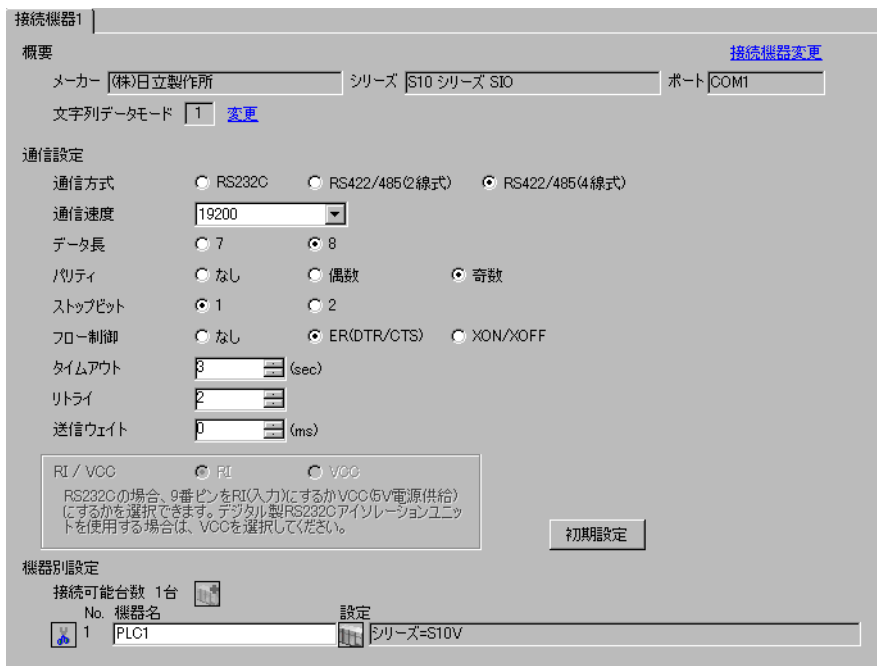 接続機器1
概要 接続機器変更
メーカー (株)日立製作所 シリーズ S10 シリーズ SIO ポート COM1
文字列データモード 1 変更
通信設定
通信方式 RS232C RS422/485(2線式) RS422/485(4線式)
通信速度 19200
データ長 7 8
パリティ なし 偶数 奇数
ストップビット 1 2
フロー制御 なし ER(DTR/CTS) XON/XOFF
タイムアウト 3 (sec)
リトライ 2
送信ウェイト 0 (ms)
RI / VCC RI VCC
RS232Cの場合、9番ピンをRI(入力)にするかVCC(5V電源供給)
にするかを選択できます。デジタル製RS232Cアイソレーションユニッ
トを使用する場合は、VCCを選択してください。
初期設定
機器別設定
接続可能台数 1台
No. 機器名 設定
1 PLC1 シリーズ=S10V